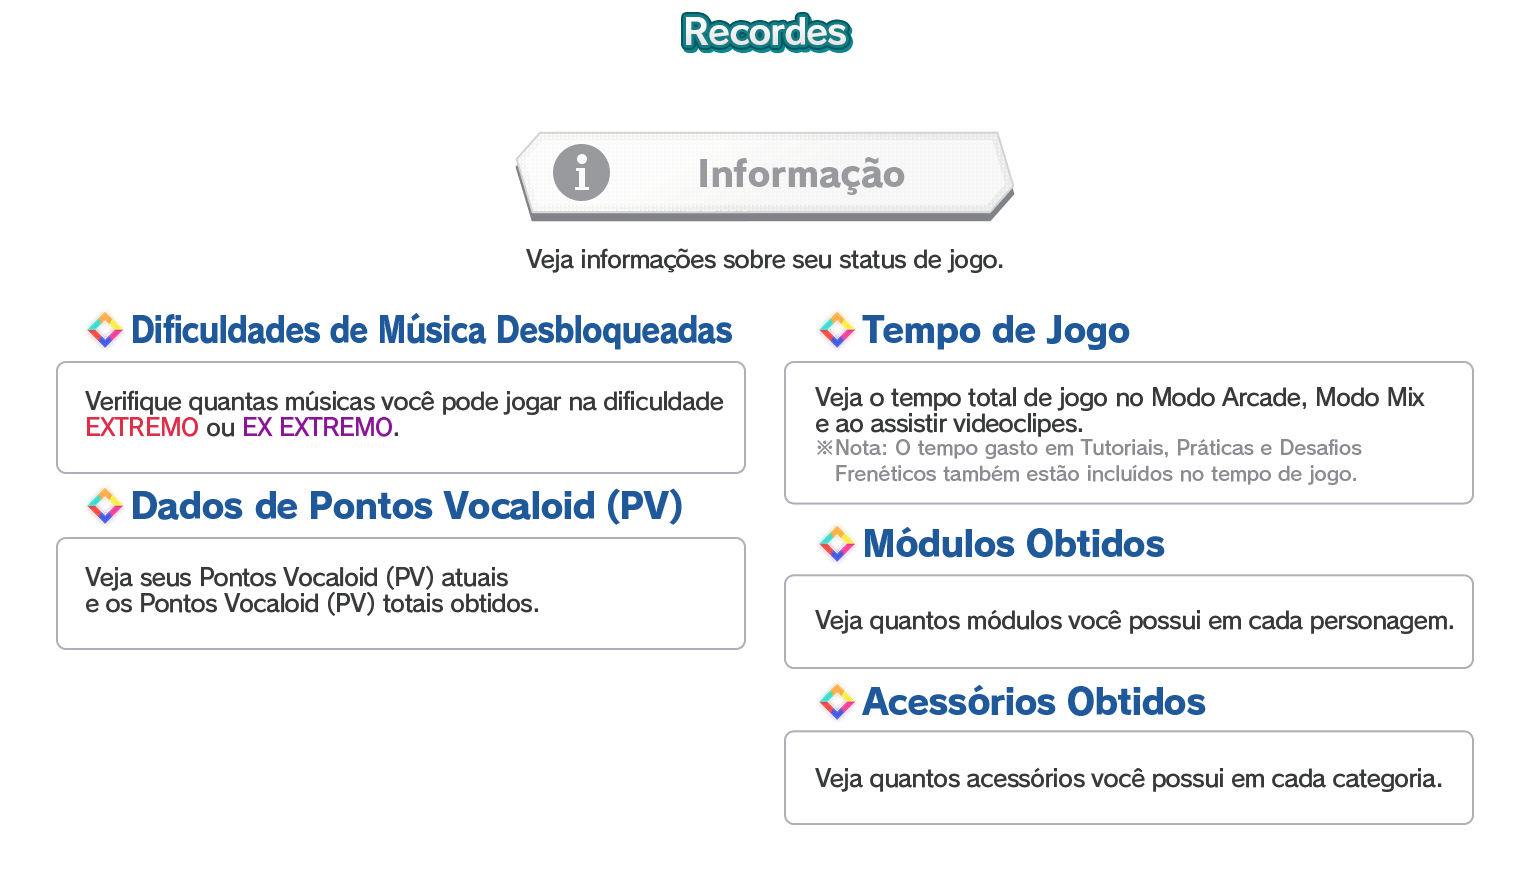 Recordes
Informação
Veja informações sobre seu status de jogo.
Dificuldades de Música Desbloqueadas
Verifique quantas músicas você pode jogar na dificuldade
EXTREMO ou EX EXTREMO.
Dados de Pontos Vocaloid (PV)
Veja seus Pontos Vocaloid (PV) atuais
e os Pontos Vocaloid (PV) totais obtidos.
Tempo de Jogo
Veja o tempo total de jogo no Modo Arcade, Modo Mix
e ao assistir videoclipes.
※Nota: O tempo gasto em Tutoriais, Práticas e Desafios
Frenéticos também estão incluídos no tempo de jogo.
Módulos Obtidos
Veja quantos módulos você possui em cada personagem.
Acessórios Obtidos
Veja quantos acessórios você possui em cada categoria.